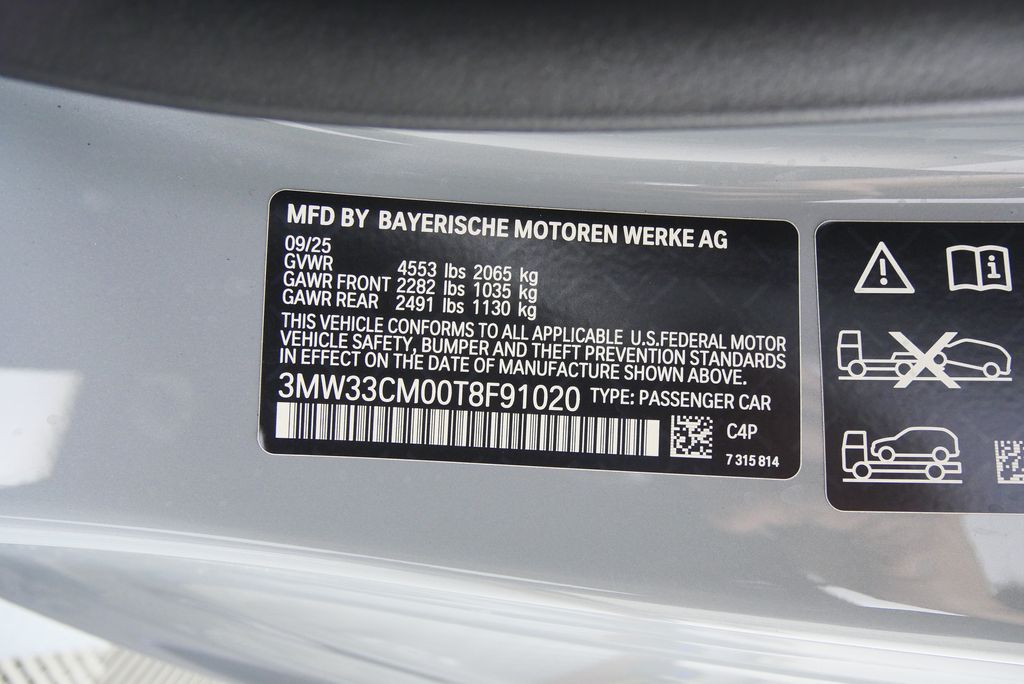 MFD BY BAYERISCHE MOTOREN WERKE AG
09/25
GVWR 4553 lbs 2065 kg
GAWR FRONT 2282 lbs 1035 kg
GAWR REAR 2491 lbs 1130 kg
THIS VEHICLE CONFORMS TO ALL APPLICABLE U.S.FEDERAL MOTOR
VEHICLE SAFETY, BUMPER AND THEFT PREVENTION STANDARDS
IN EFFECT ON THE DATE OF MANUFACTURE SHOWN ABOVE.
3MW33CM00T8F91020 TYPE: PASSENGER CAR
C4P
7 315 814